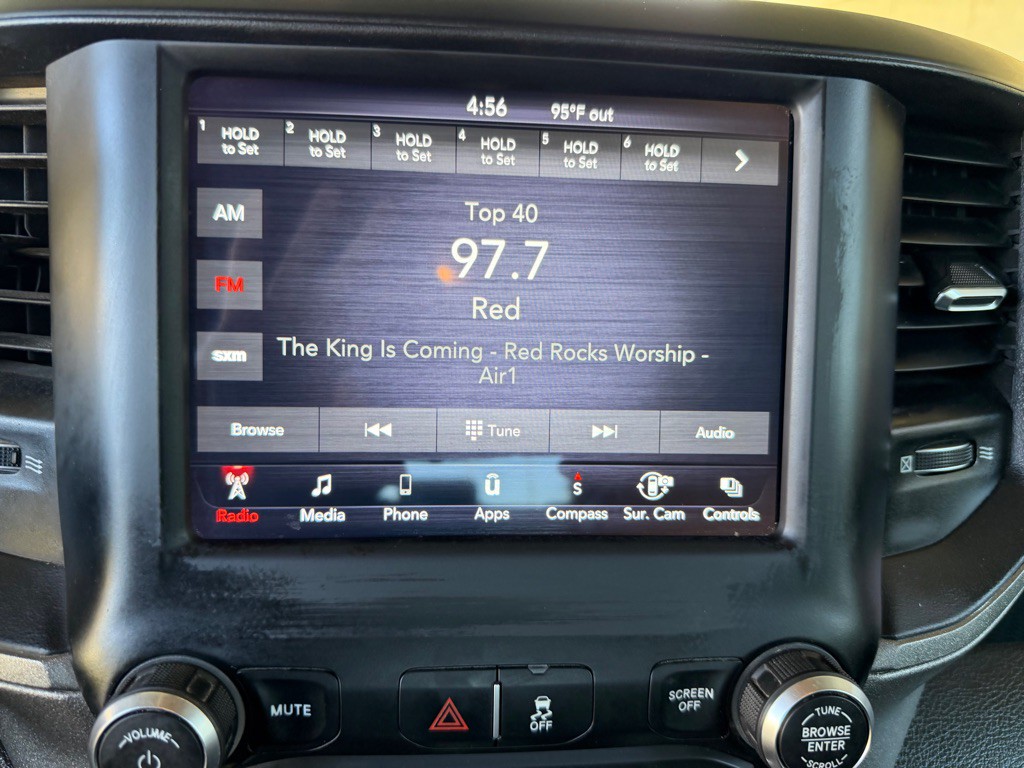 4:56 95°F out
1 HOLD to Set 2 HOLD to Set 3 HOLD to Set 4 HOLD to Set 5 HOLD to Set 6 HOLD to Set
AM
Top 40
97.7
FM
Red
sxm
The King Is Coming - Red Rocks Worship -
Air1
Browse Tune Audio
Radio Media Phone Apps Compass Sur. Cam Controls
S
VOLUME
MUTE
OFF
SCREEN
OFF
TUNE
BROWSE
ENTER
SCROLL